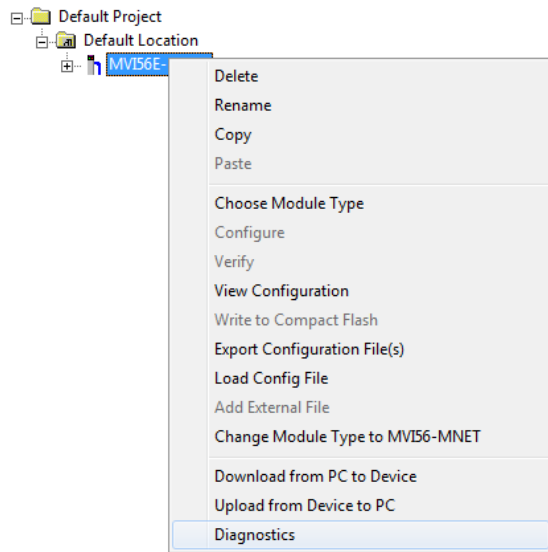 Default Project
Default Location
MVI56E-
Delete
Rename
Copy
Paste
Choose Module Type
Configure
Verify
View Configuration
Write to Compact Flash
Export Configuration File(s)
Load Config File
Add External File
Change Module Type to MVI56-MNET
Download from PC to Device
Upload from Device to PC
Diagnostics